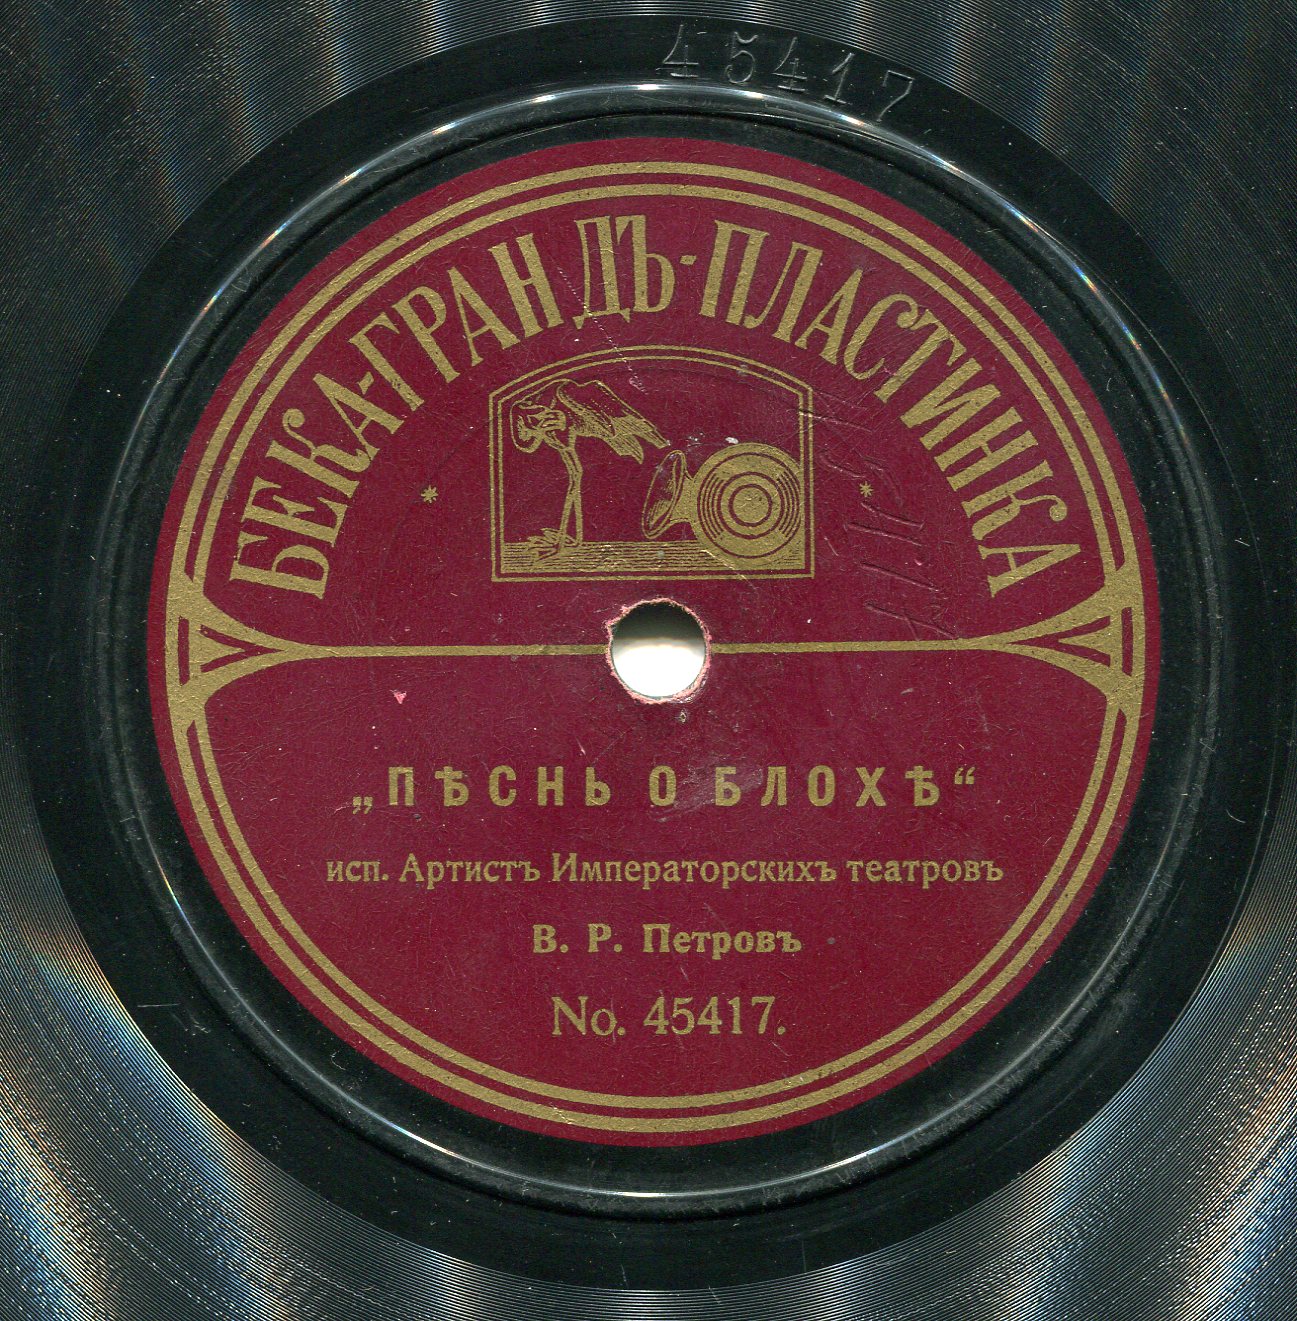 45417
БЕКА-ГРАНДЪ-ПЛАСТИНКА
„ПѢСНЬ О БЛОХѢ“
исп. Артистъ Императорскихъ театровъ
В. Р. Петровъ
No. 45417.